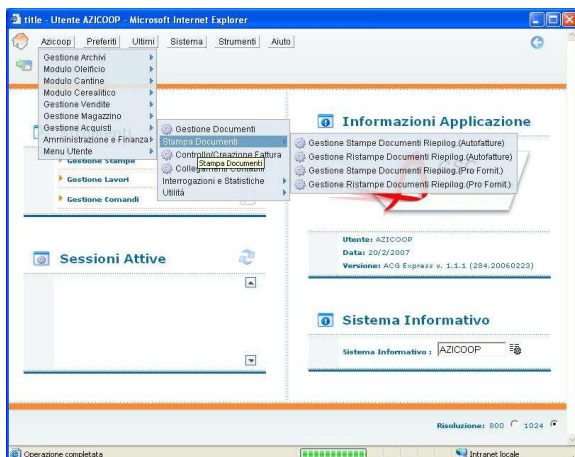 title - Utente AZICOOP - Microsoft Internet Explorer
Azicoop Preferiti Ultimi Sistema Strumenti Aiuto
Gestione Archivi
Modulo Oleificio
Modulo Cantine
Modulo Cerealitico
Gestione Vendite
Gestione Magazzino
Gestione Acquisti
Amministrazione e Finanza
Menu Utente
Gestione Documenti
Stampa Documenti
Controllo/Creazione Fattura
Stampa Documenti
Interrogazioni e Statistiche
Utilità
Gestione Stampe Documenti Riepilog.(Autofatture)
Gestione Ristampe Documenti Riepilog.(Autofatture)
Gestione Stampe Documenti Riepilog.(Pro Fornit.)
Gestione Ristampe Documenti Riepilog.(Pro Fornit.)
Gestione Stampe
Gestione Lavori
Gestione Comandi
Informazioni Applicazione
Utente: AZICOOP
Data: 20/2/2007
Versione: ACG Express v. 1.1.1 (284.20060223)
Sessioni Attive
Sistema Informativo
Sistema Informativo : AZICOOP
Risoluzione: 800 1024
Operazione completata
Intranet locale